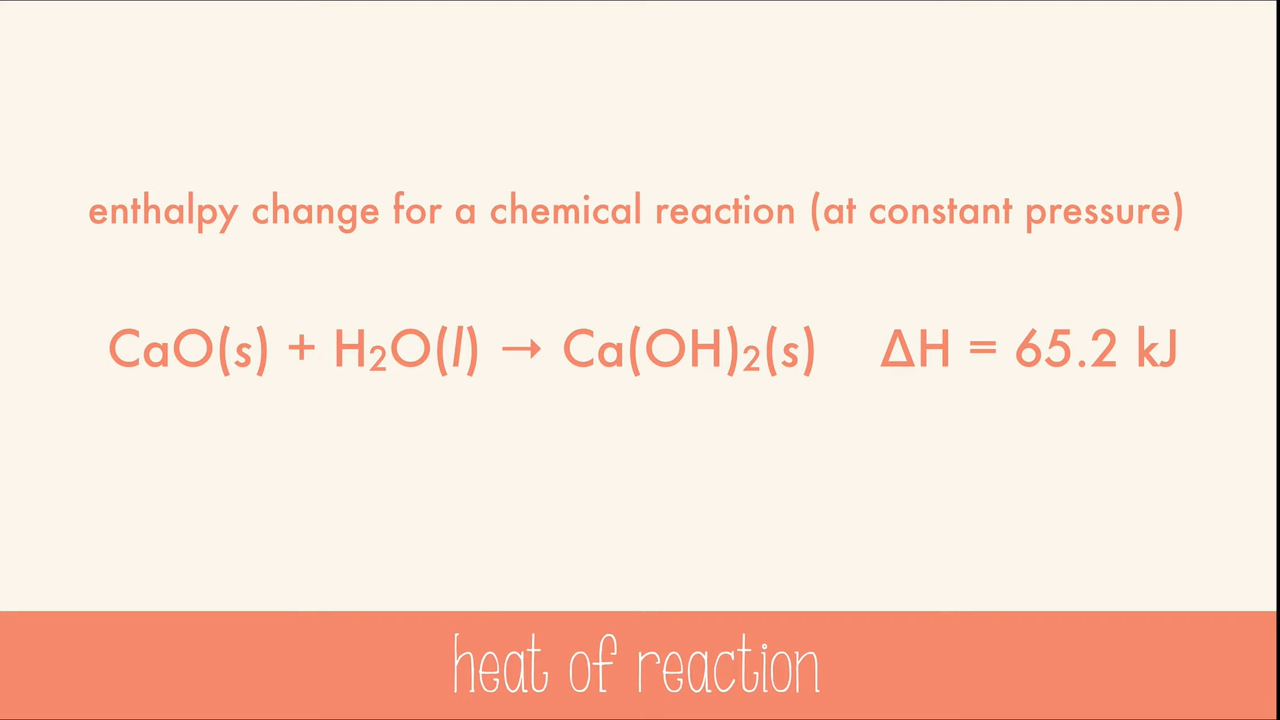 enthalpy change for a chemical reaction (at constant pressure)
CaO(s) + H₂O(l) → Ca(OH)₂(s) ΔH = 65.2 kJ
heat of reaction